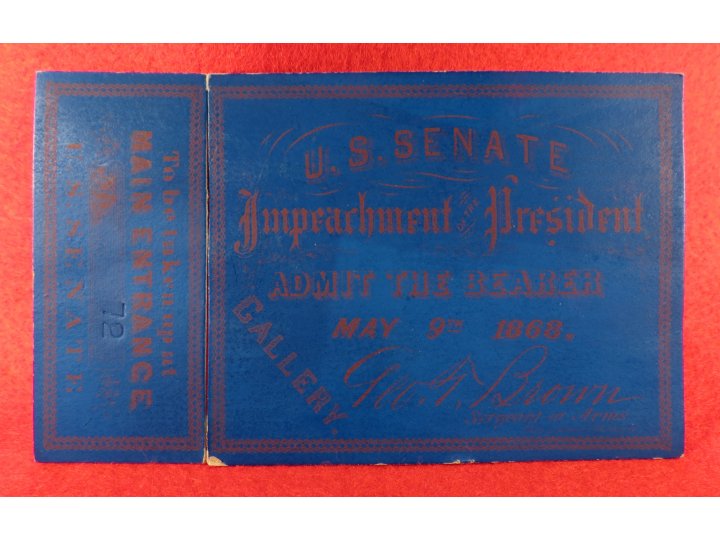 To be taken up at
MAIN ENTRANCE
72
U.S. SENATE
U. S. SENATE
Impeachment OF THE President
ADMIT THE BEARER
MAY 9TH 1868.
GALLERY.
Geo. T. Brown
Sergeant at Arms